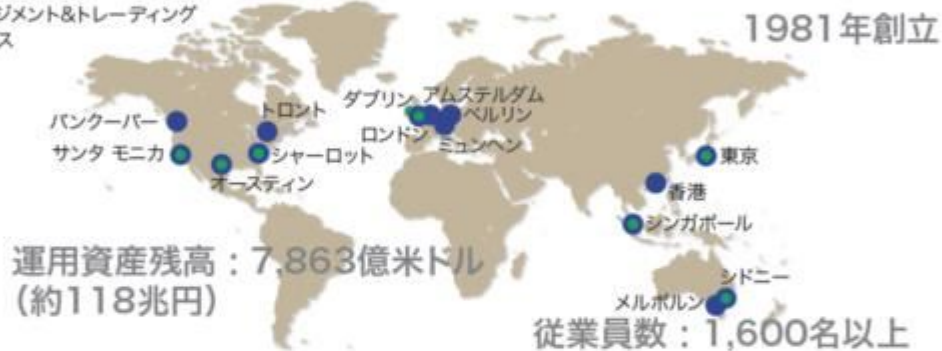 ジメント&トレーディング
ス
1981年創立
ダブリン
アムステルダム
ベルリン
ロンドン
ミュンヘン
バンクーバー
トロント
サンタ モニカ
シャーロット
オースティン
東京
香港
シンガポール
シドニー
メルボルン
運用資産残高：7,863億米ドル
（約118兆円）
従業員数：1,600名以上